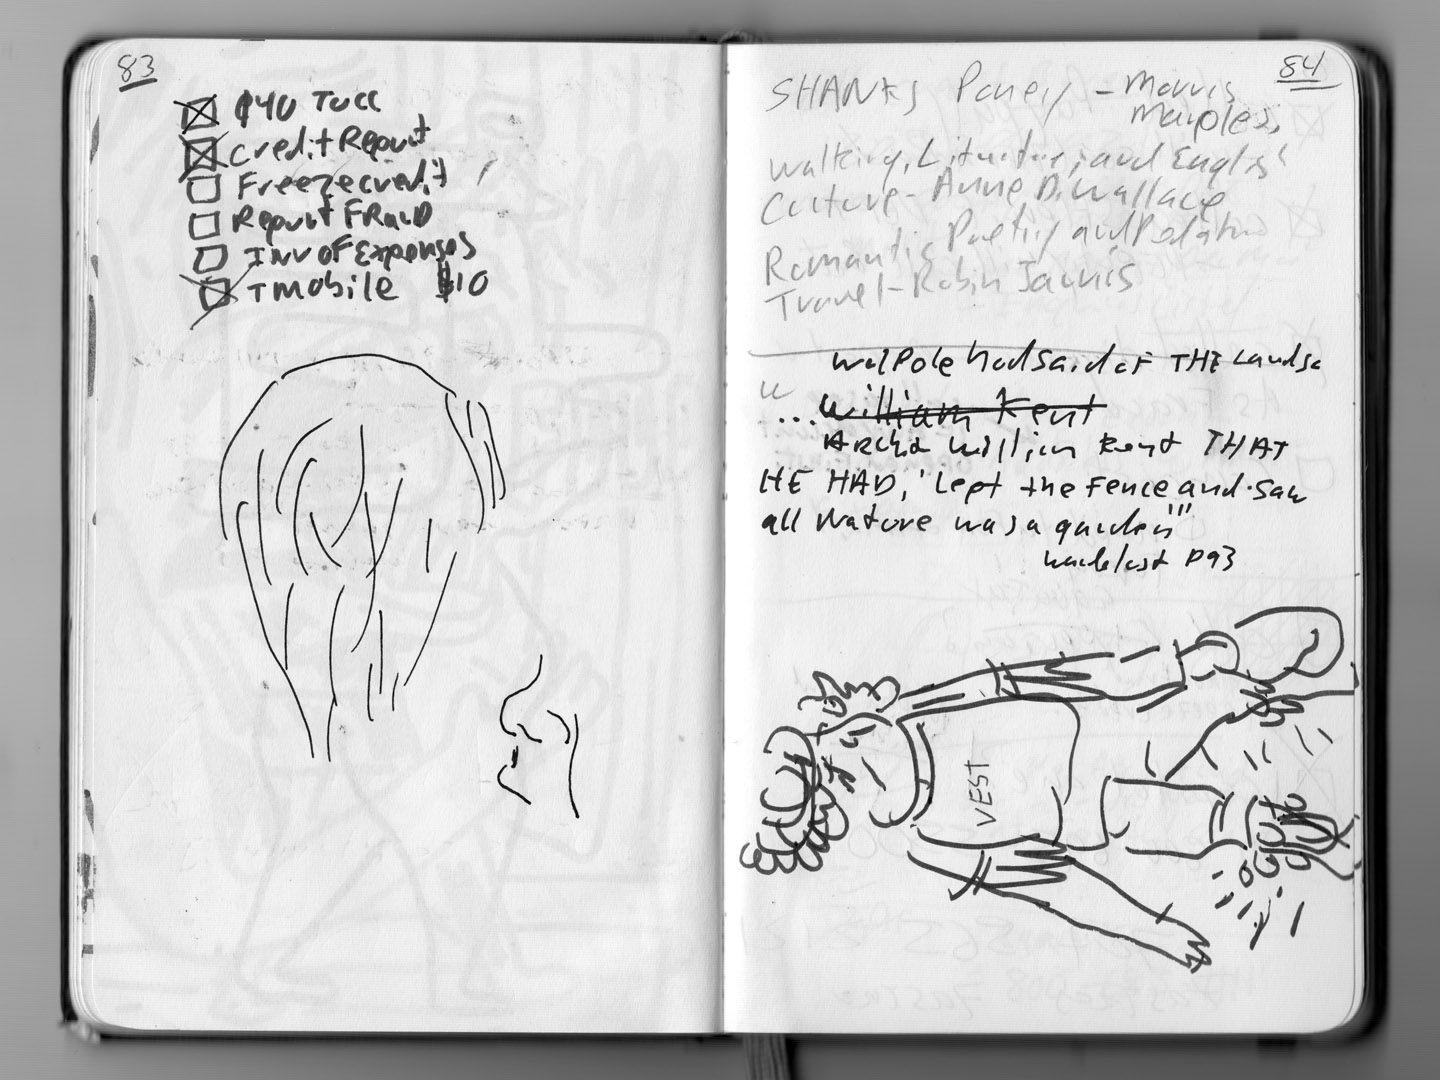 83
$40 Tucc
Credit Report
Freeze credit
Report FRAUD
INV of Expenses
TMobile $10
84
SHANKS Poney - Morris
Marples,
Walking, Literature, and English
Culture - Anne D. Wallace
Romantic Poetry and Pedestrian
Travel - Robin Jarvis
Walpole had said of THE Landsc
... William Kent
Archit William Kent THAT
HE HAD, "lept the Fence and saw
all Nature was a garden"
p93
VEST